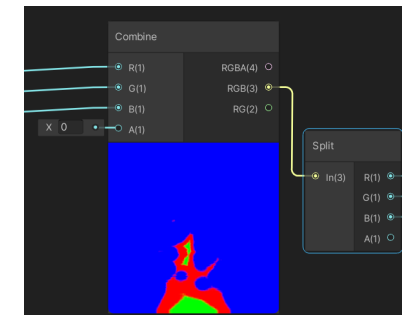 Combine
R(1) RGBA(4)
G(1) RGB(3)
B(1) RG(2)
X 0 A(1)
Split
In(3) R(1)
G(1)
B(1)
A(1)